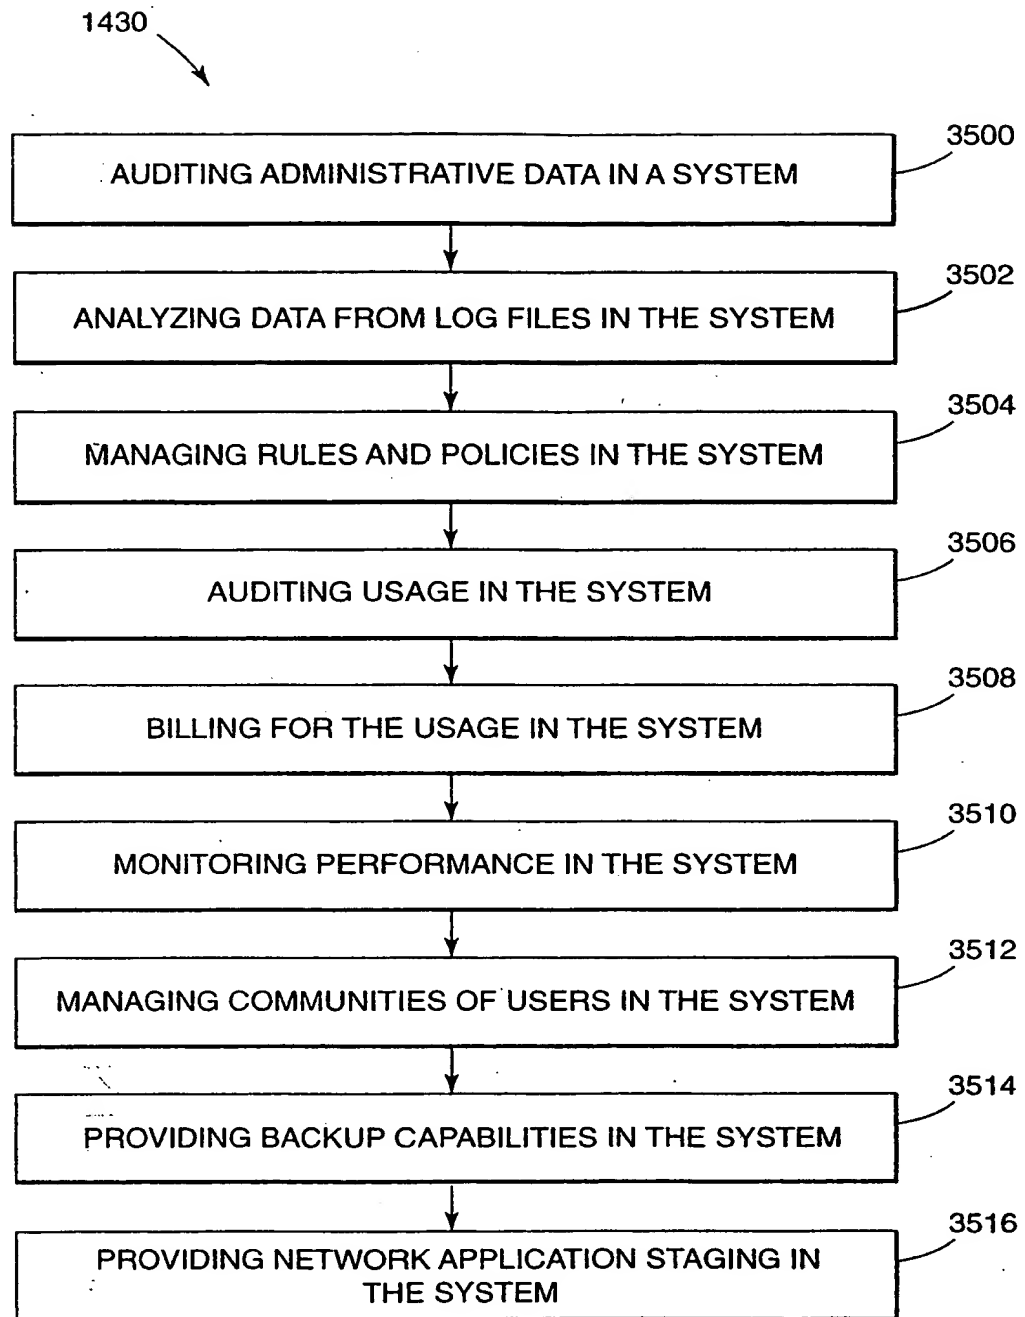 1430
3500
AUDITING ADMINISTRATIVE DATA IN A SYSTEM
3502
ANALYZING DATA FROM LOG FILES IN THE SYSTEM
3504
MANAGING RULES AND POLICIES IN THE SYSTEM
3506
AUDITING USAGE IN THE SYSTEM
3508
BILLING FOR THE USAGE IN THE SYSTEM
3510
MONITORING PERFORMANCE IN THE SYSTEM
3512
MANAGING COMMUNITIES OF USERS IN THE SYSTEM
3514
PROVIDING BACKUP CAPABILITIES IN THE SYSTEM
3516
PROVIDING NETWORK APPLICATION STAGING IN
THE SYSTEM